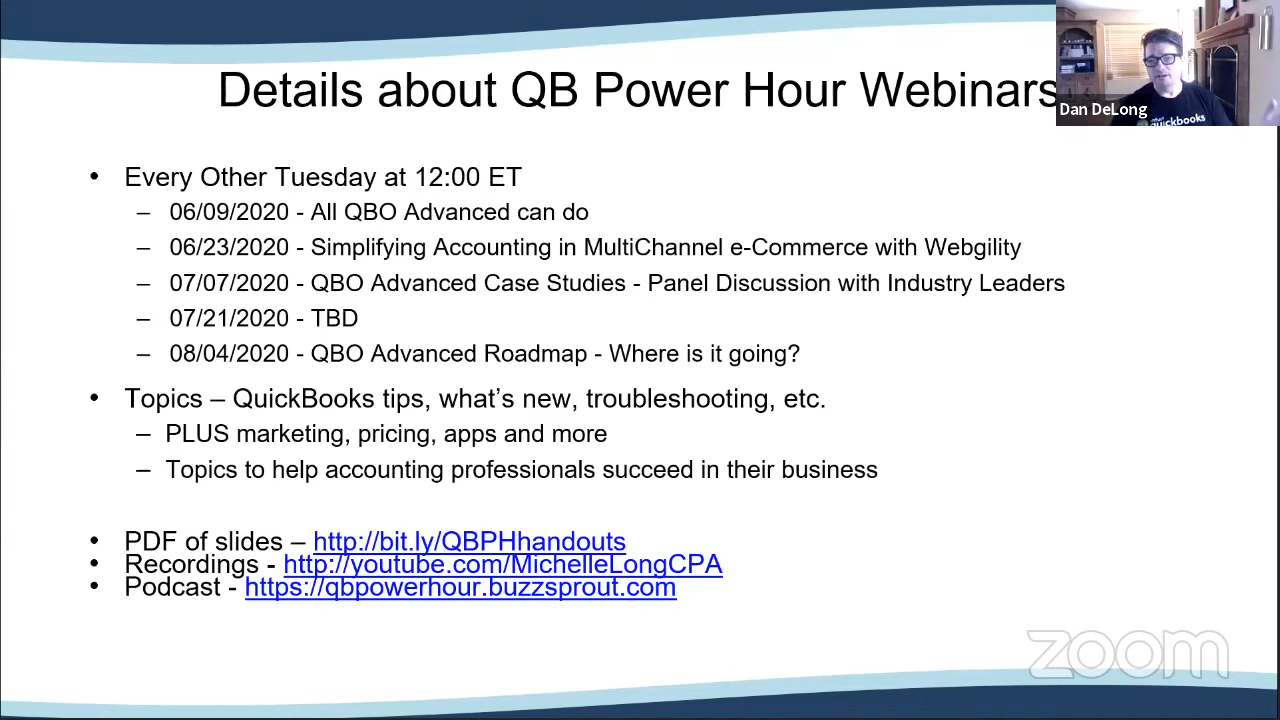 Details about QB Power Hour Webinars
Dan DeLong
quickbooks
• Every Other Tuesday at 12:00 ET
– 06/09/2020 - All QBO Advanced can do
– 06/23/2020 - Simplifying Accounting in MultiChannel e-Commerce with Webgility
– 07/07/2020 - QBO Advanced Case Studies - Panel Discussion with Industry Leaders
– 07/21/2020 - TBD
– 08/04/2020 - QBO Advanced Roadmap - Where is it going?
• Topics – QuickBooks tips, what’s new, troubleshooting, etc.
– PLUS marketing, pricing, apps and more
– Topics to help accounting professionals succeed in their business
• PDF of slides – http://bit.ly/QBPHhandouts
• Recordings - http://youtube.com/MichelleLongCPA
• Podcast - https://qbpowerhour.buzzsprout.com
zoom